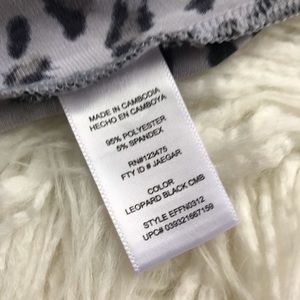 MADE IN CAMBODIA
HECHO EN CAMBOYA
95% POLYESTER
5% SPANDEX
RN#123475
FTY ID # JAEGAR
COLOR
LEOPARD BLACK CMB
STYLE EFFN0312
UPC# 039321667159